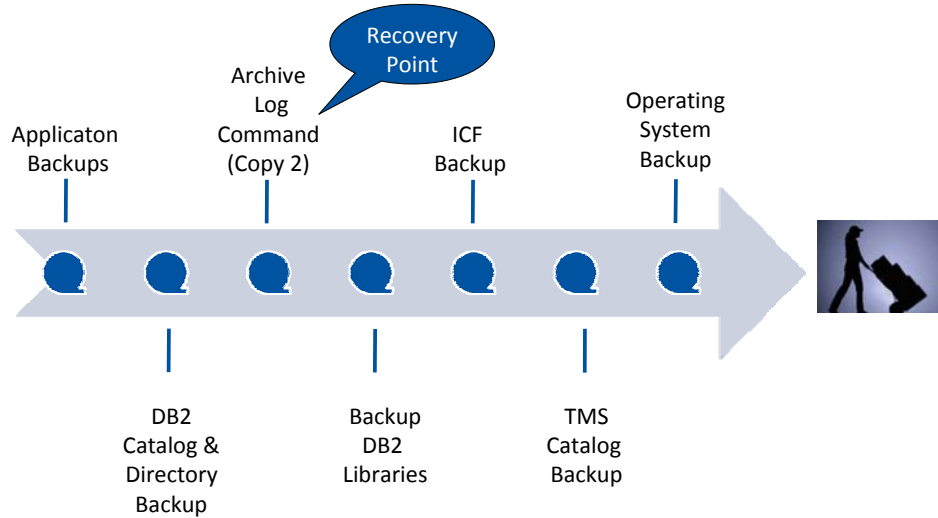 Recovery
Point
Archive
Log
Command
(Copy 2)
Applicaton
Backups
ICF
Backup
Operating
System
Backup
DB2
Catalog &
Directory
Backup
Backup
DB2
Libraries
TMS
Catalog
Backup